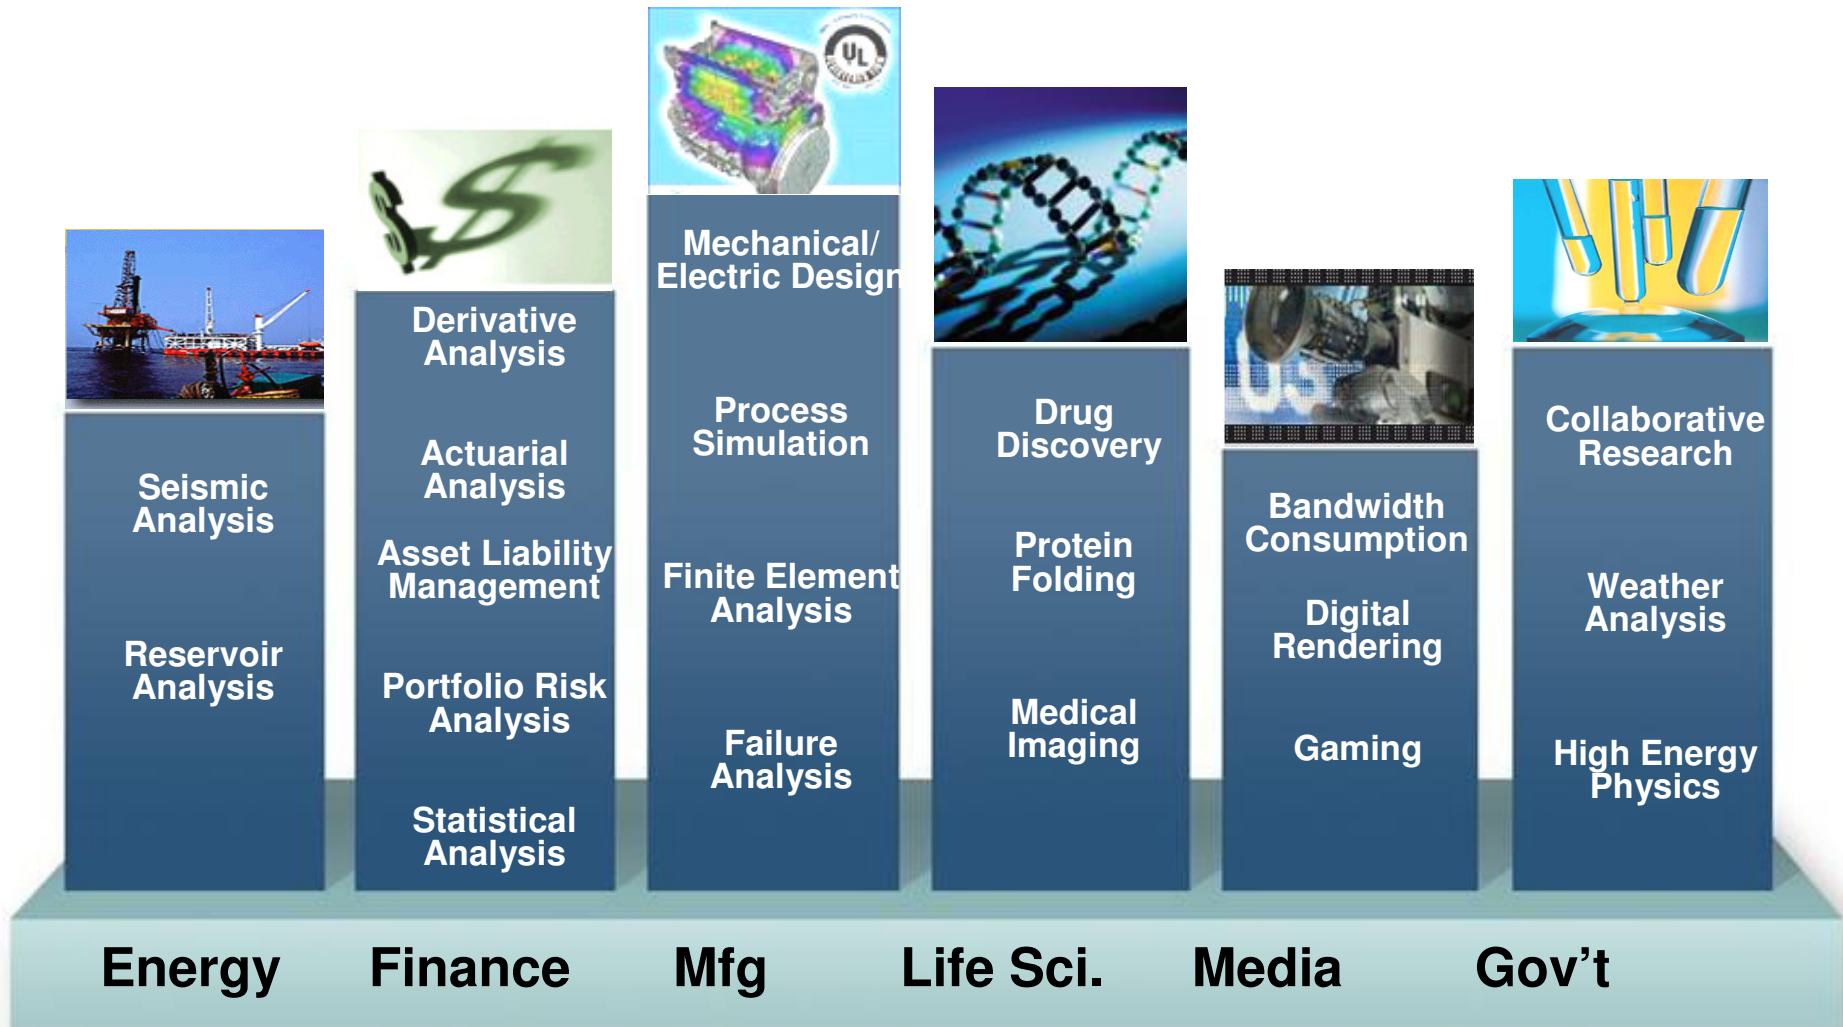 UL
Mechanical/
Electric Design
Process
Simulation
Finite Element
Analysis
Failure
Analysis
Derivative
Analysis
Actuarial
Analysis
Asset Liability
Management
Portfolio Risk
Analysis
Statistical
Analysis
Seismic
Analysis
Reservoir
Analysis
Drug
Discovery
Protein
Folding
Medical
Imaging
Bandwidth
Consumption
Digital
Rendering
Gaming
Collaborative
Research
Weather
Analysis
High Energy
Physics
Energy
Finance
Mfg
Life Sci.
Media
Gov’t